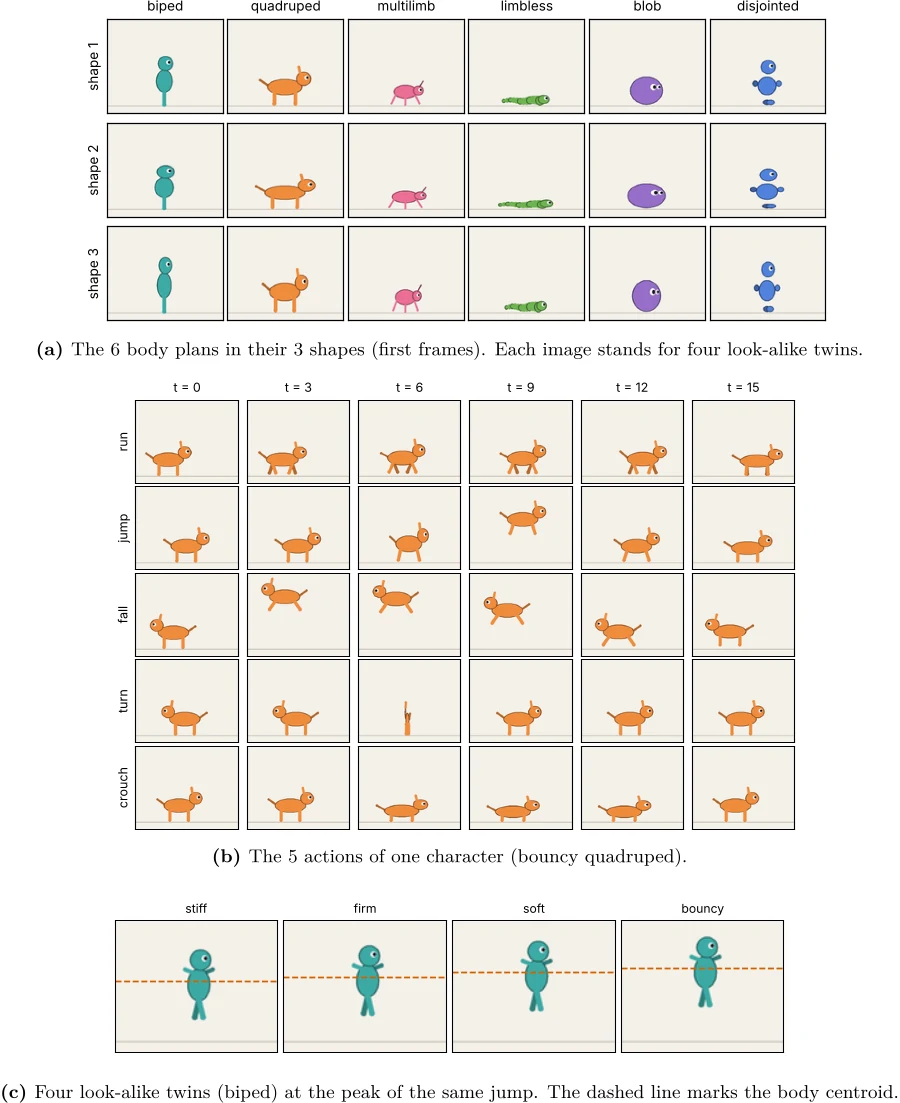 biped quadruped multilimb limbless blob disjointed
shape 1
shape 2
shape 3
(a) The 6 body plans in their 3 shapes (first frames). Each image stands for four look-alike twins.
t = 0 t = 3 t = 6 t = 9 t = 12 t = 15
run
jump
fall
turn
crouch
(b) The 5 actions of one character (bouncy quadruped).
stiff firm soft bouncy
(c) Four look-alike twins (biped) at the peak of the same jump. The dashed line marks the body centroid.